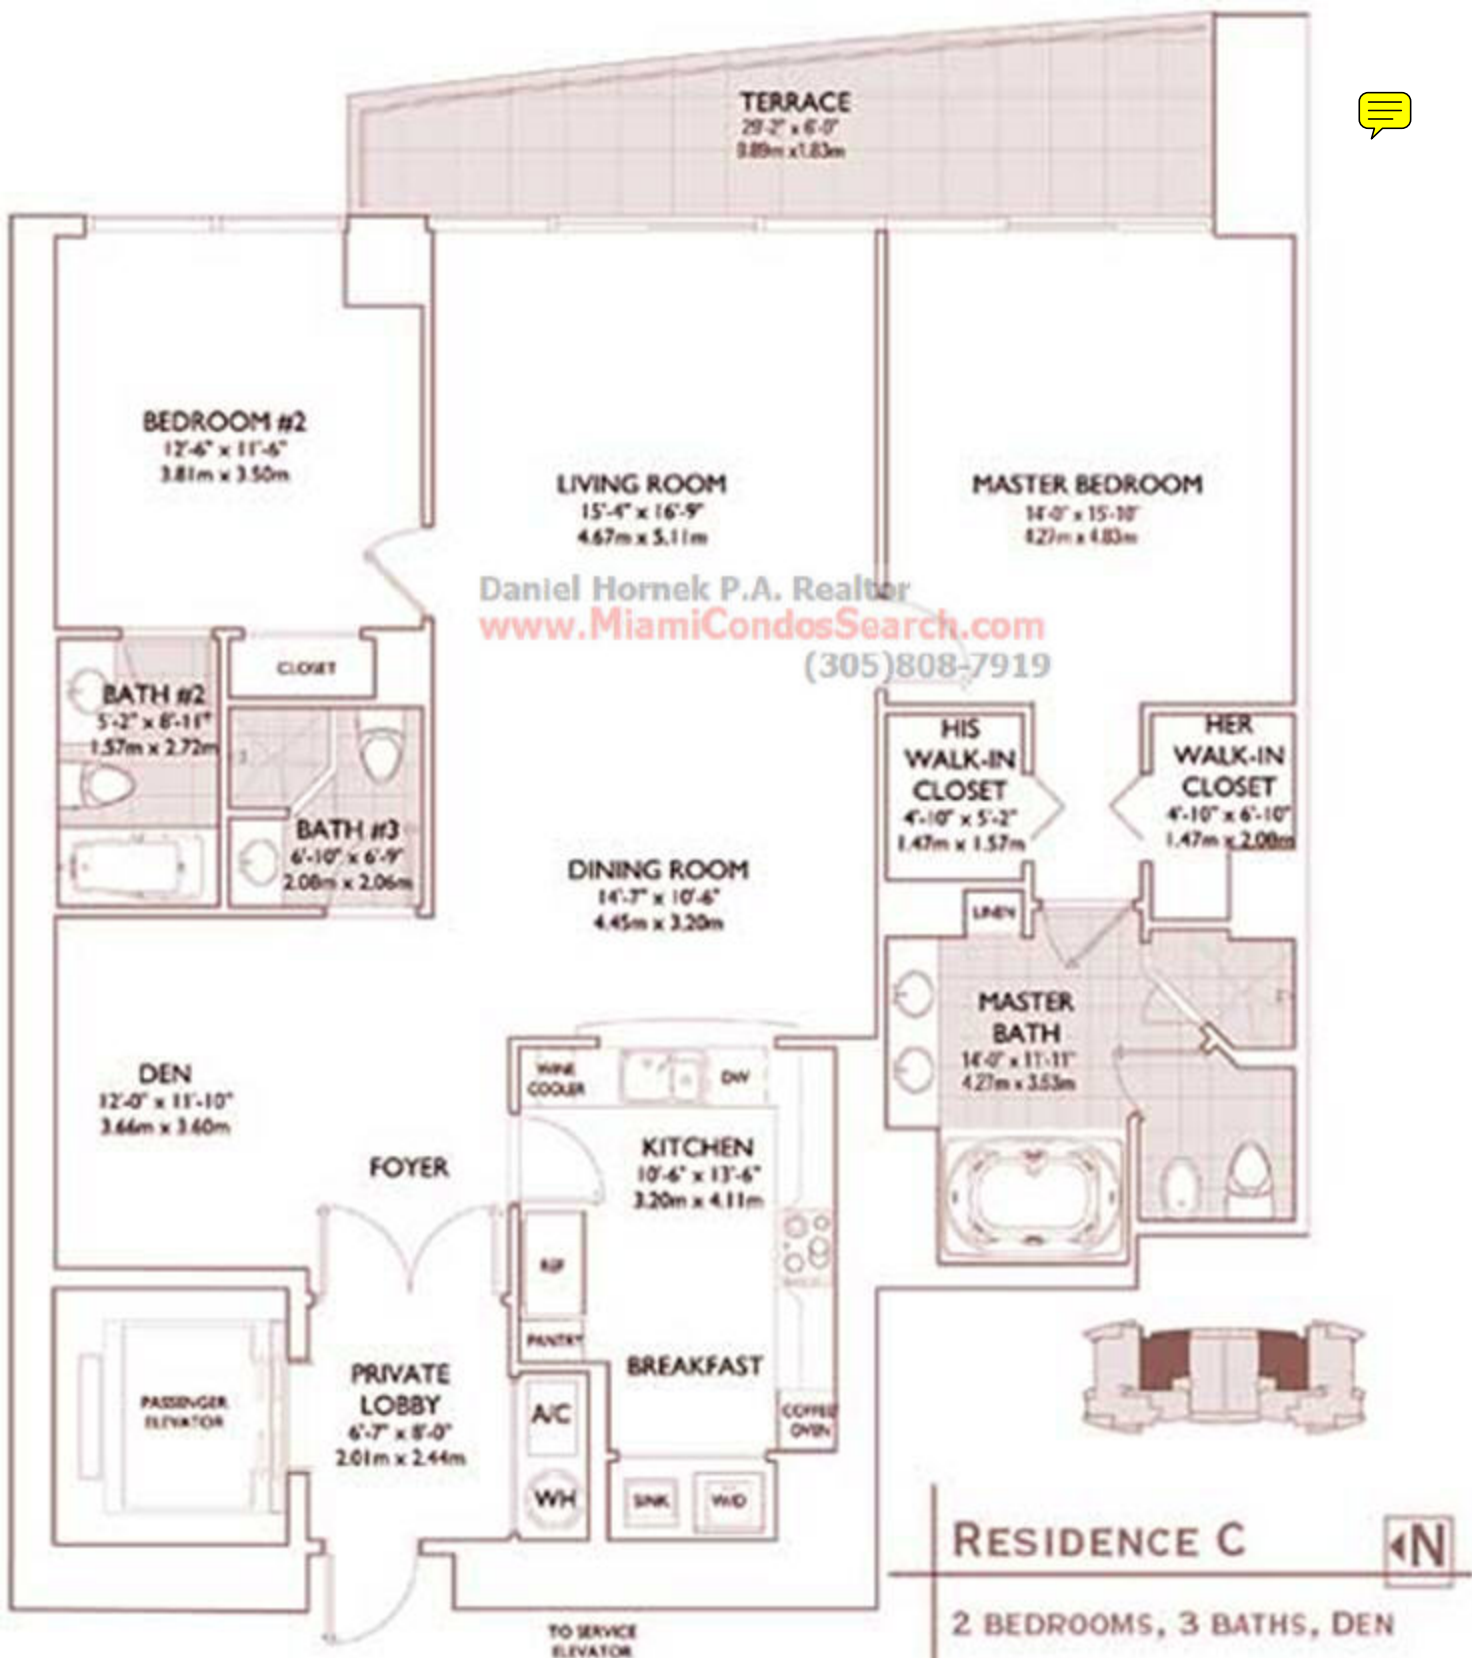 TERRACE
29'-2" x 6'-0"
8.89m x1.83m
BEDROOM #2
12'-6" x 11'-6"
3.81m x 3.50m
LIVING ROOM
15'-4" x 16'-9"
4.67m x 5.11m
MASTER BEDROOM
14'-0" x 15'-10"
4.27m x 4.83m
Daniel Hornek P.A. Realtor
www.MiamiCondosSearch.com
(305)808-7919
CLOSET
BATH #2
5'-2" x 8'-11"
1.57m x 2.72m
HIS
WALK-IN
CLOSET
4'-10" x 5'-2"
1.47m x 1.57m
HER
WALK-IN
CLOSET
4'-10" x 6'-10"
1.47m x 2.08m
BATH #3
6'-10" x 6'-9"
2.08m x 2.06m
DINING ROOM
14'-7" x 10'-6"
4.45m x 3.20m
LINEN
MASTER
BATH
14'-0" x 11'-11"
4.27m x 3.53m
DEN
12'-0" x 11'-10"
3.66m x 3.60m
WINE
COOLER
DW
KITCHEN
10'-6" x 13'-6"
3.20m x 4.11m
FOYER
REF
PANTRY
BREAKFAST
PRIVATE
LOBBY
6'-7" x 8'-0"
2.01m x 2.44m
PASSENGER
ELEVATOR
A/C
COFFEE
OVEN
WH
SINK
W/D
RESIDENCE C
N
2 BEDROOMS, 3 BATHS, DEN
TO SERVICE
ELEVATOR